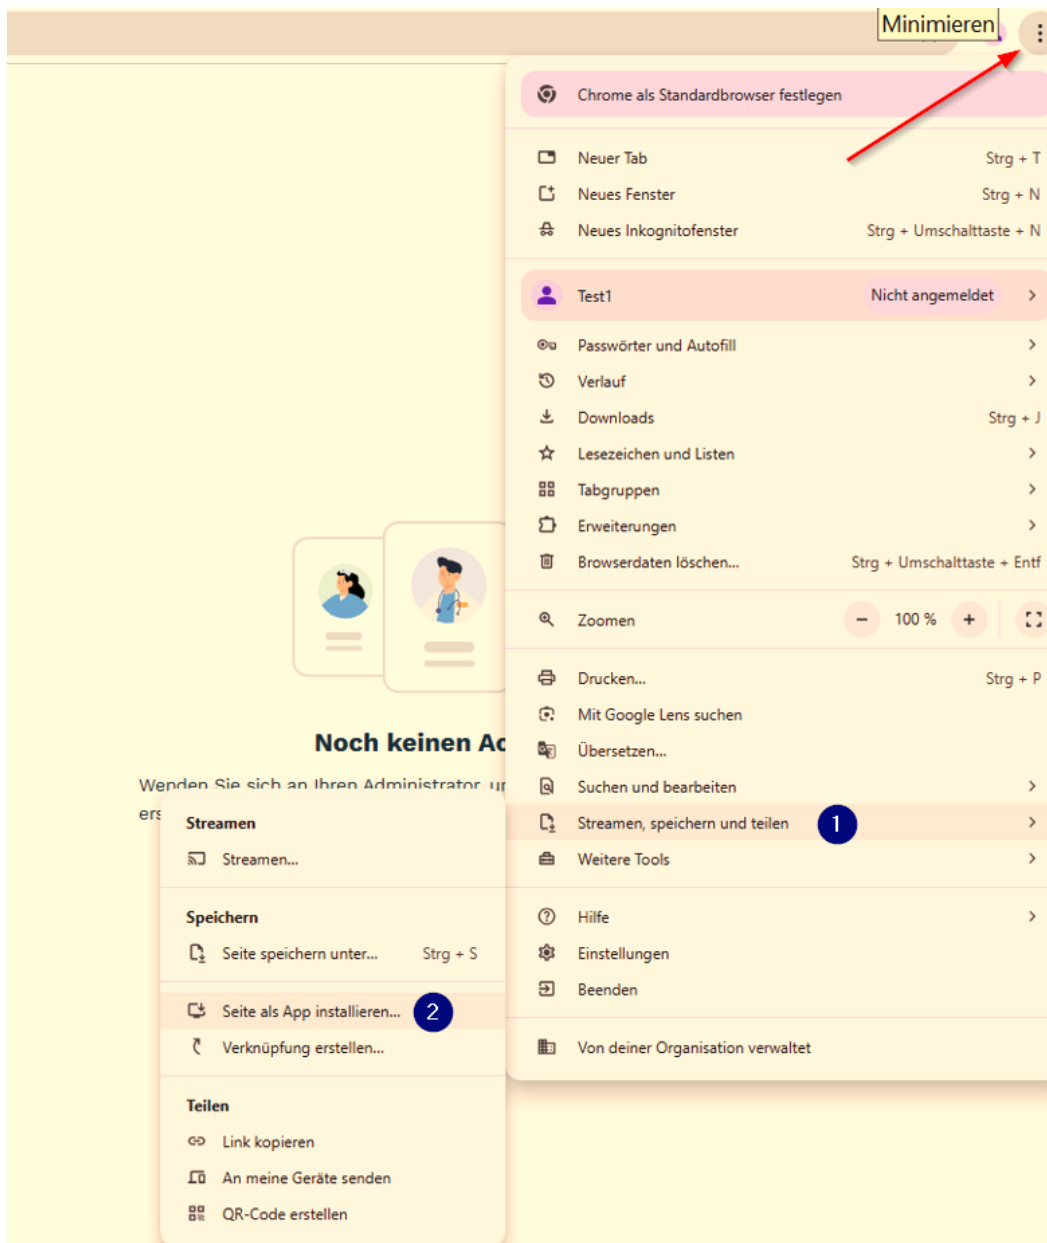 Minimieren
Chrome als Standardbrowser festlegen
Neuer Tab Strg + T
Neues Fenster Strg + N
Neues Inkognitofenster Strg + Umschalttaste + N
Test1 Nicht angemeldet
Passwörter und Autofill
Verlauf
Downloads Strg + J
Lesezeichen und Listen
Tabgruppen
Erweiterungen
Browserdaten löschen... Strg + Umschalttaste + Entf
Zoomen − 100 % +
Drucken... Strg + P
Mit Google Lens suchen
Übersetzen...
Suchen und bearbeiten
Streamen, speichern und teilen 1
Weitere Tools
Hilfe
Einstellungen
Beenden
Von deiner Organisation verwaltet
Noch keinen Ac
Wenden Sie sich an Ihren Administrator, ur
ers
Streamen
Streamen...
Speichern
Seite speichern unter... Strg + S
Seite als App installieren... 2
Verknüpfung erstellen...
Teilen
Link kopieren
An meine Geräte senden
QR-Code erstellen